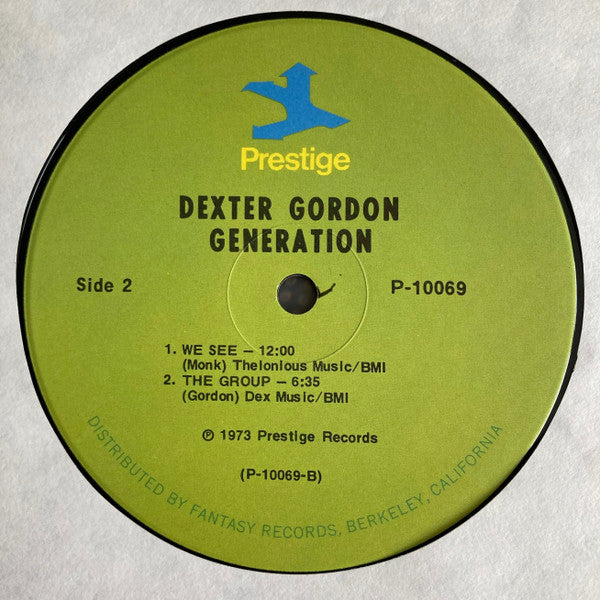 Prestige
DEXTER GORDON
GENERATION
Side 2
P-10069
1. WE SEE – 12:00
(Monk) Thelonious Music/BMI
2. THE GROUP – 6:35
(Gordon) Dex Music/BMI
℗ 1973 Prestige Records
(P-10069-B)
DISTRIBUTED BY FANTASY RECORDS, BERKELEY, CALIFORNIA